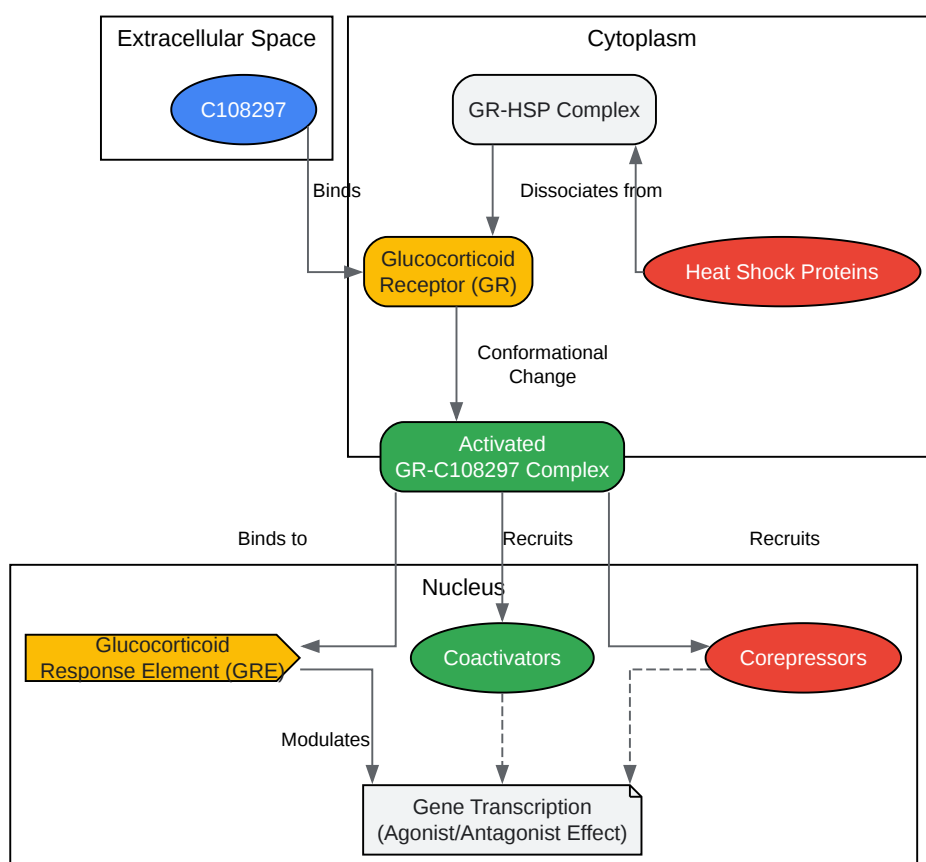 Extracellular Space
Cytoplasm
C108297
GR-HSP Complex
Binds
Dissociates from
Glucocorticoid
Receptor (GR)
Heat Shock Proteins
Conformational
Change
Activated
GR-C108297 Complex
Binds to
Recruits
Recruits
Nucleus
Glucocorticoid
Response Element (GRE)
Coactivators
Corepressors
Modulates
Gene Transcription
(Agonist/Antagonist Effect)